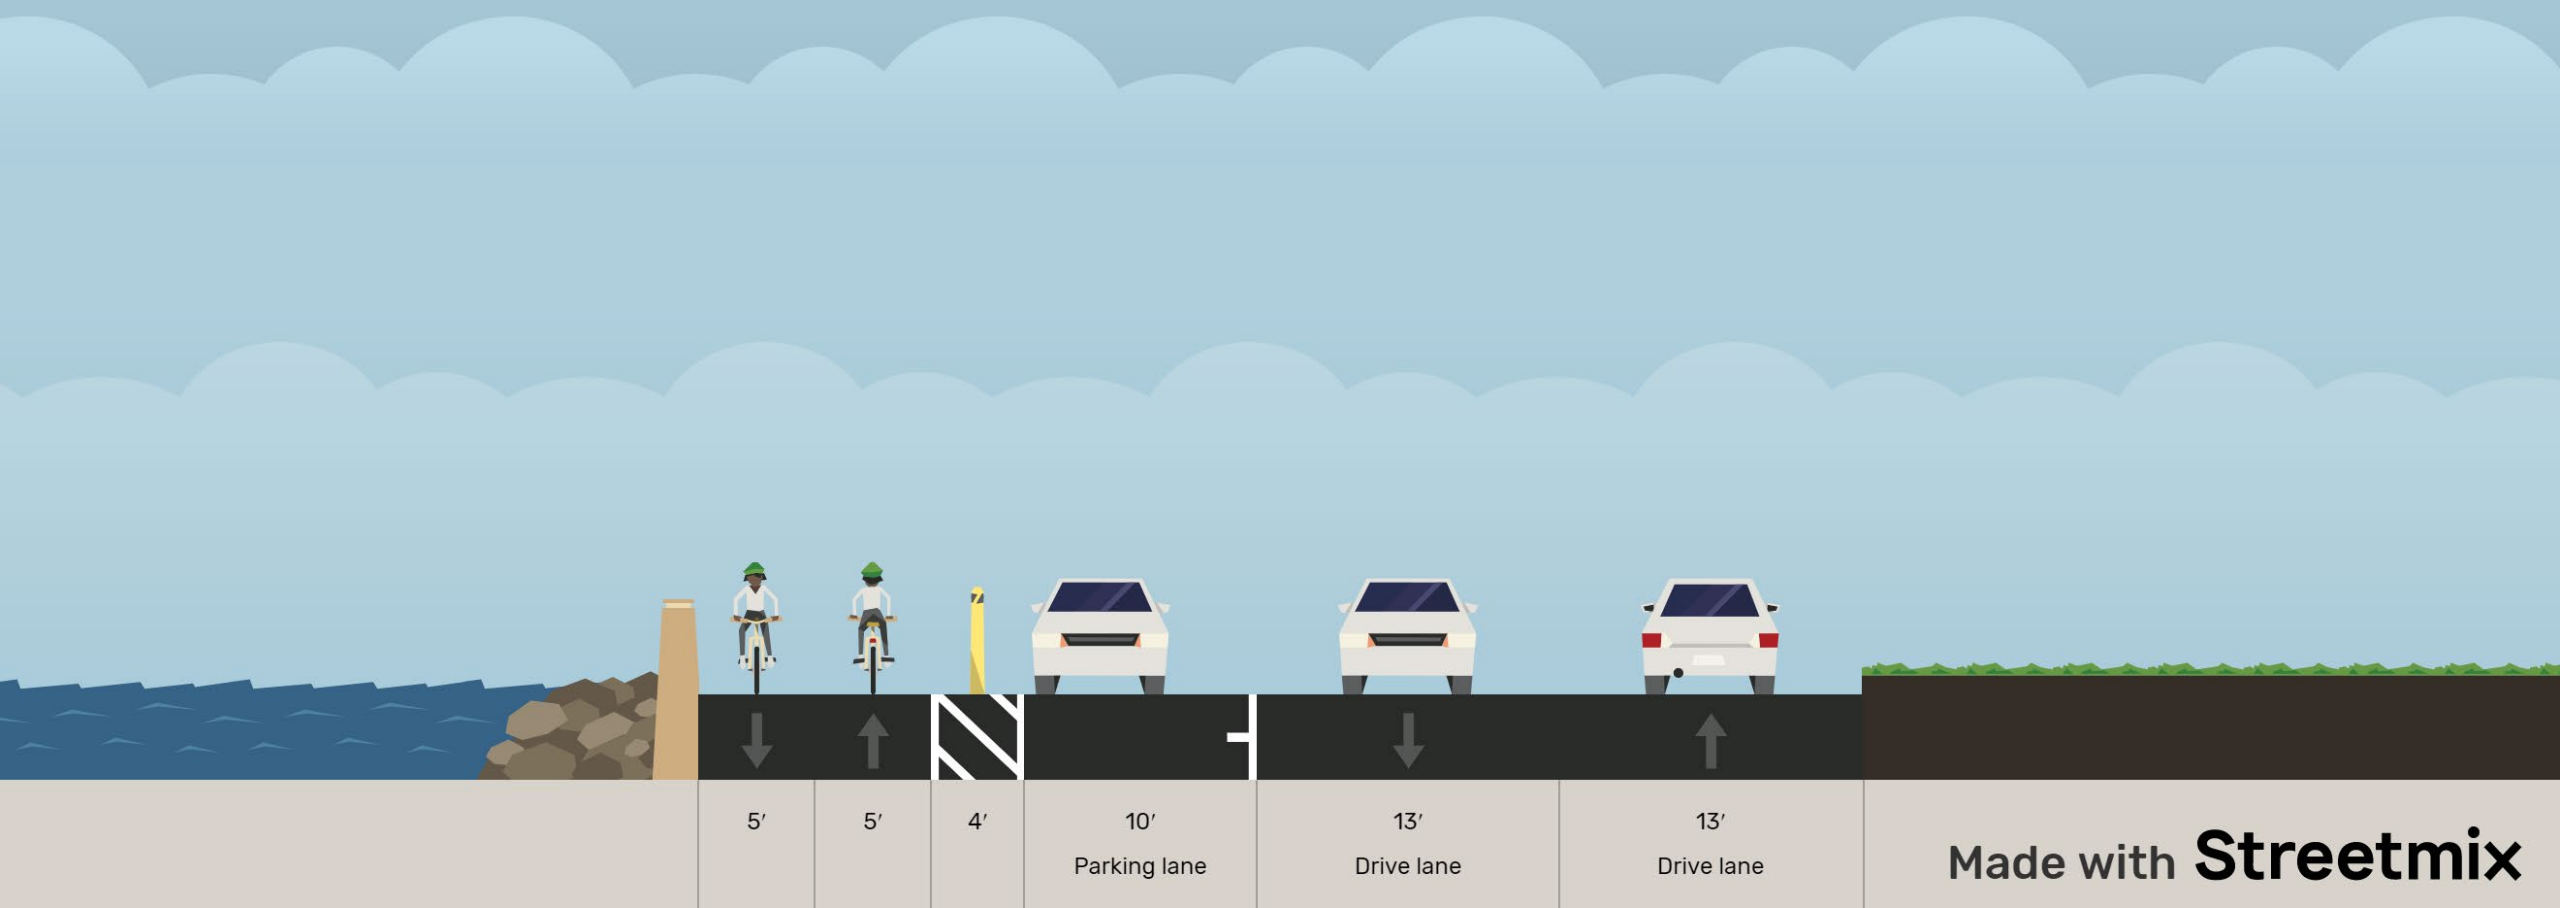 5′
5′
4′
10′
13′
13′
Parking lane
Drive lane
Drive lane
Made with Streetmix